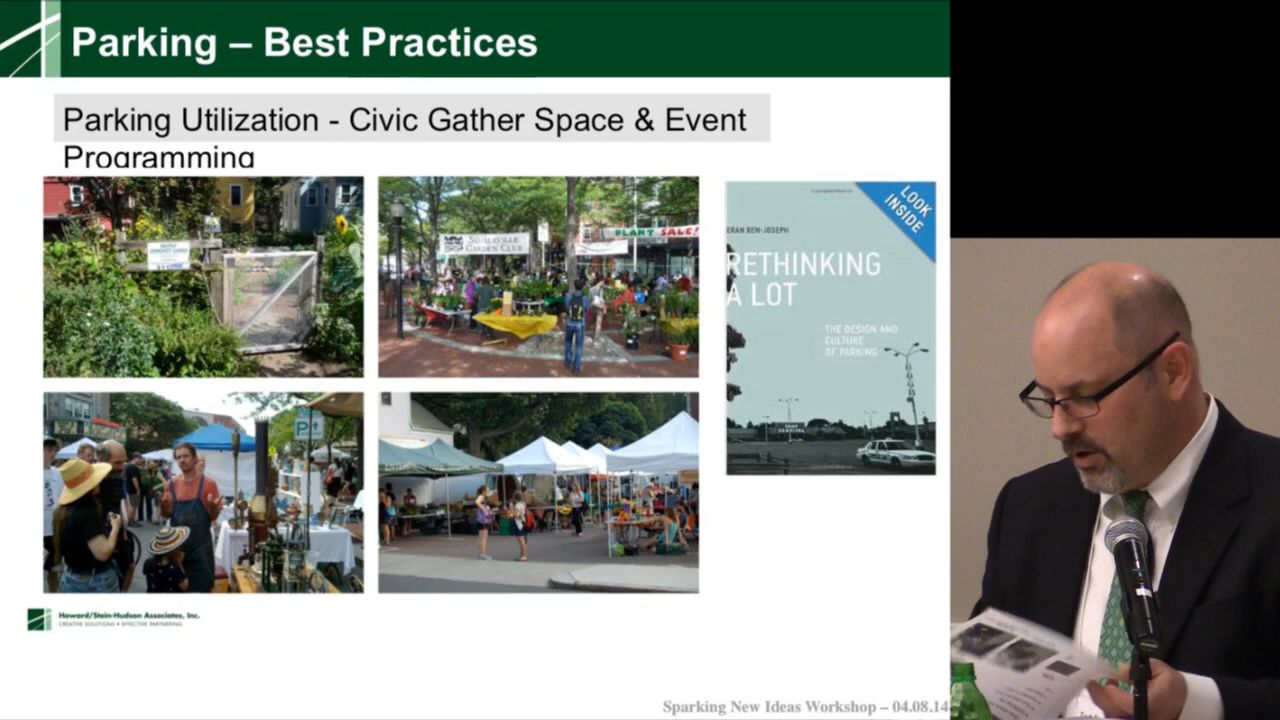 Parking – Best Practices
Parking Utilization - Civic Gather Space & Event
Programming
SOMERVILLE
GARDEN CLUB
PLANT SALE!
LOOK
INSIDE
ERAN BEN-JOSEPH
RETHINKING
A LOT
THE DESIGN AND
CULTURE
OF PARKING
P
Howard/Stein-Hudson Associates, Inc.
CREATIVE SOLUTIONS • EFFECTIVE PARTNERING
Sparking New Ideas Workshop – 04.08.14